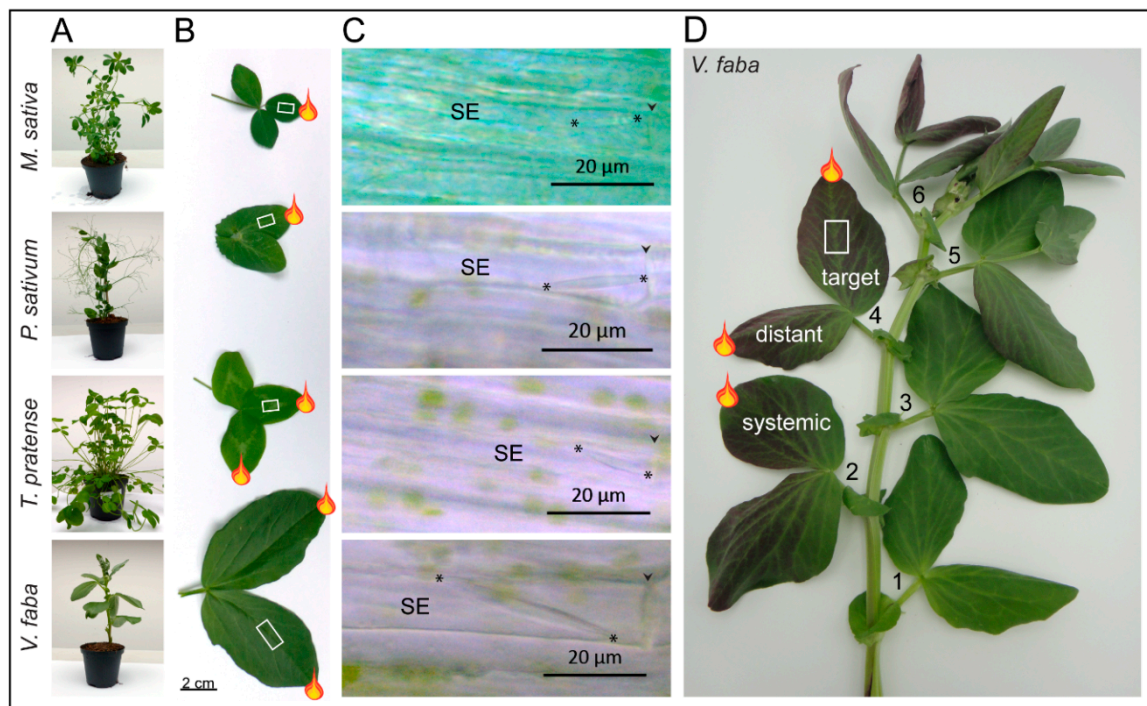 A
B
C
D
M. sativa
P. sativum
T. pratense
V. faba
2 cm
SE
*
*
20 µm
SE
*
*
20 µm
SE
*
*
20 µm
SE
*
*
20 µm
V. faba
6
5
target
4
distant
3
systemic
2
1